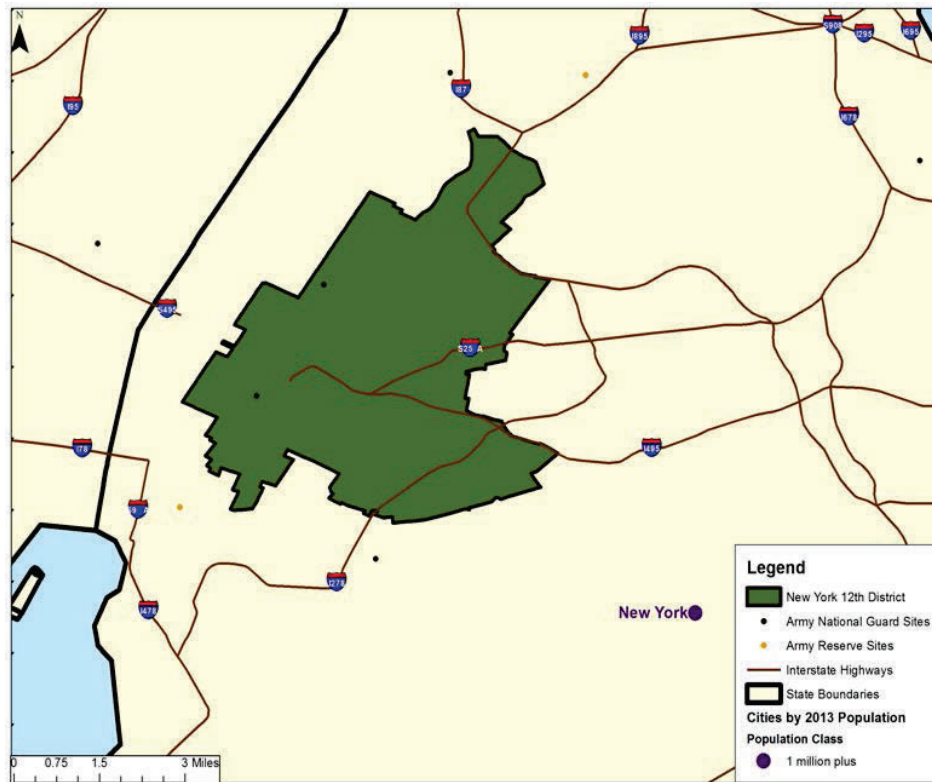 N
I95
I87
I895
S908
I295
I695
I678
S495
S25 A
I78
I495
S9 A
I278
I478
New York
Legend
New York 12th District
Army National Guard Sites
Army Reserve Sites
Interstate Highways
State Boundaries
Cities by 2013 Population
Population Class
1 million plus
0 0.75 1.5 3 Miles